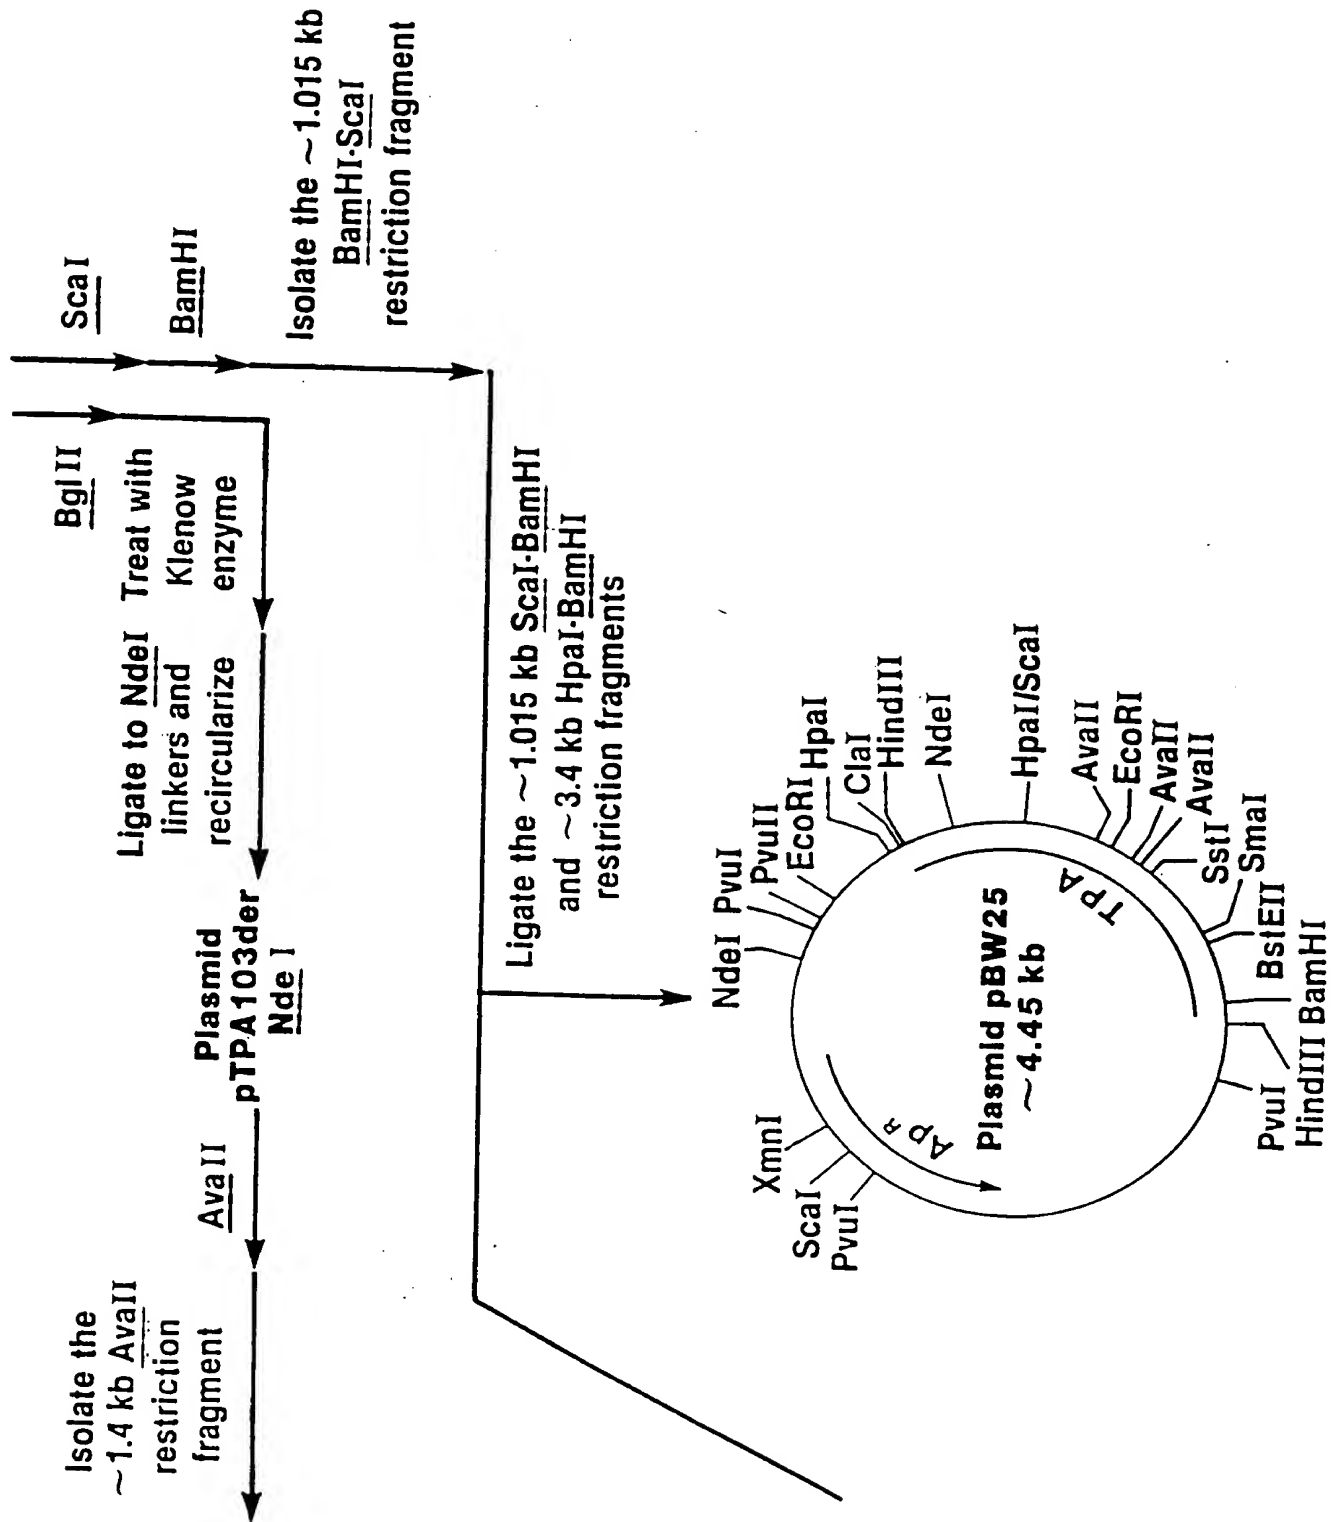 ScaI
BamHI
Isolate the ~1.015 kb
BamHI-ScaI
restriction fragment
BglII
Treat with
Klenow
enzyme
Ligate to NdeI
linkers and
recircularize
Plasmid
pTPA103der
NdeI
AvaII
Isolate the
~1.4 kb AvaII
restriction
fragment
Ligate the ~1.015 kb ScaI-BamHI
and ~3.4 kb HpaI-BamHI
restriction fragments
NdeI
PvuI
PvuII
EcoRI
HpaI
ClaI
HindIII
NdeI
HpaI/ScaI
AvaII
EcoRI
AvaII
AvaII
SstI
SmaI
BstEII
BamHI
HindIII
PvuI
PvuI
ScaI
XmnI
ApR
TPA
Plasmid pBW25
~4.45 kb